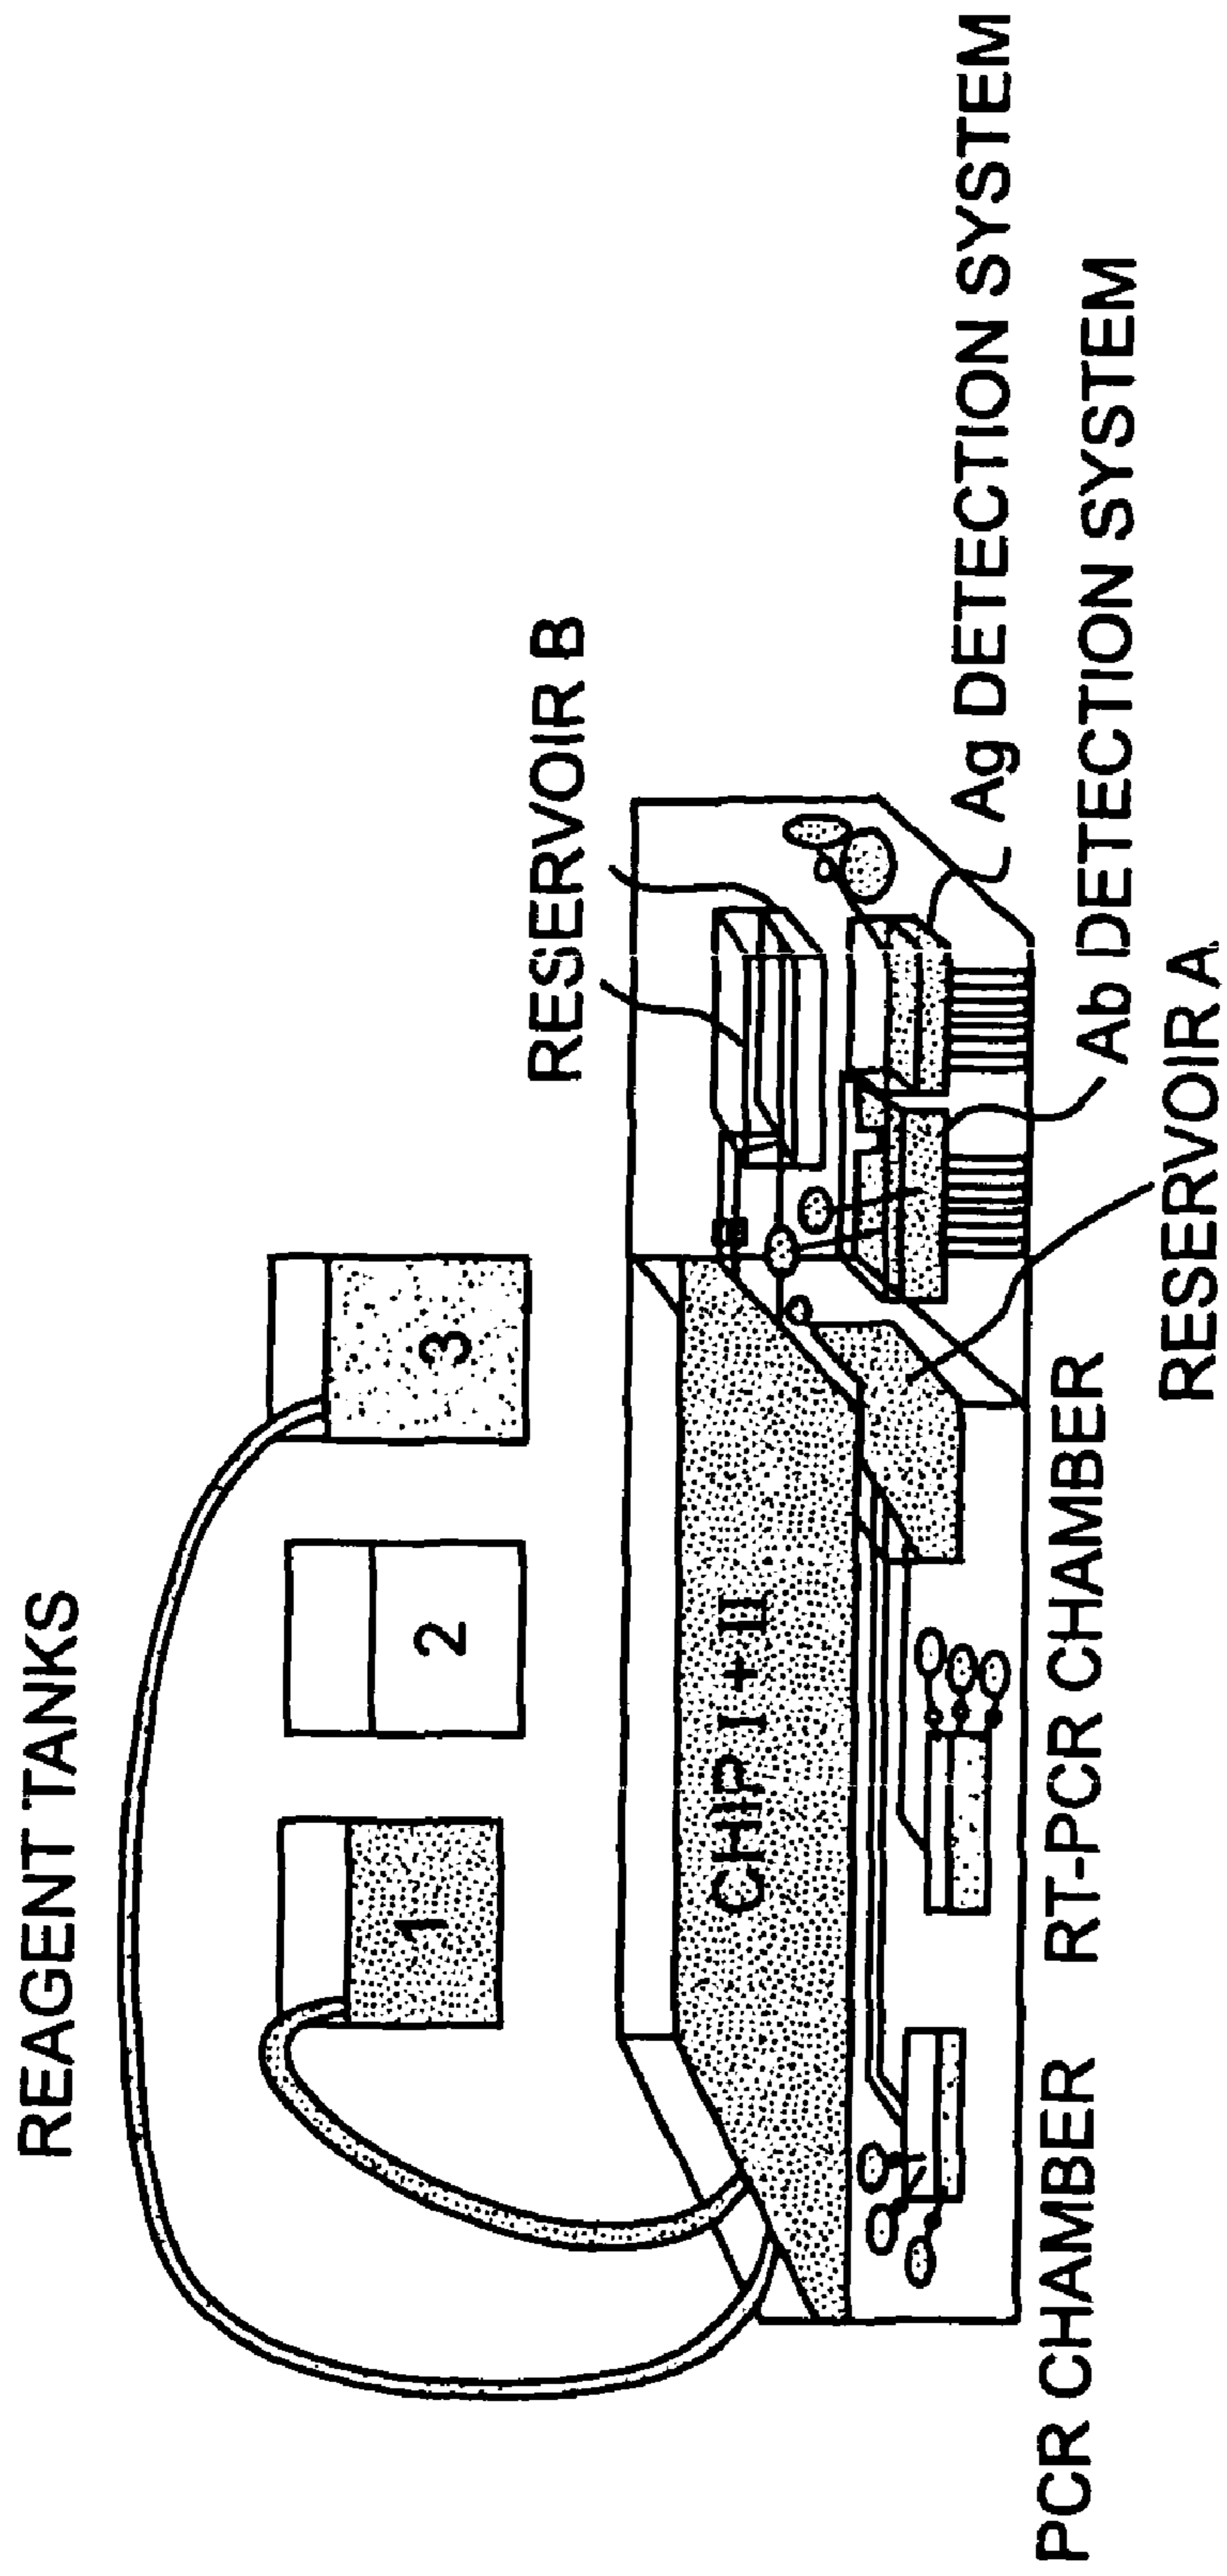 REAGENT TANKS
1
2
3
RESERVOIR B
CHIP I + II
Ag DETECTION SYSTEM
Ab DETECTION SYSTEM
RESERVOIR A
PCR CHAMBER
RT-PCR CHAMBER